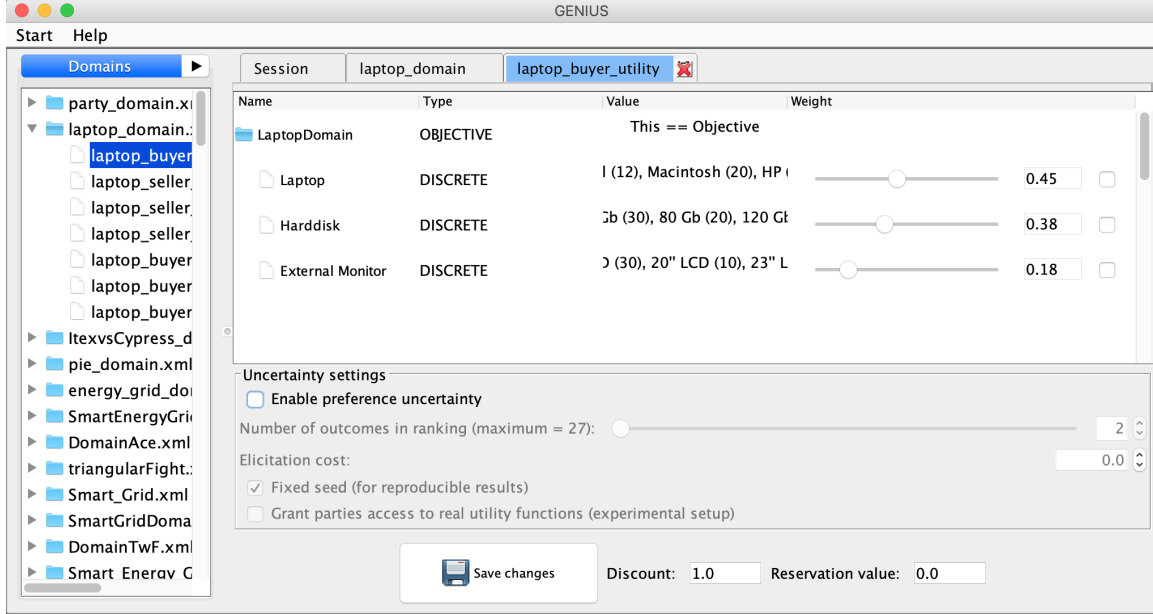 GENIUS
Start Help
Domains
Session laptop_domain laptop_buyer_utility
party_domain.x
laptop_domain.:
laptop_buyer
laptop_seller_
laptop_seller_
laptop_seller_
laptop_buyer
laptop_buyer
laptop_buyer
ItexvsCypress_d
pie_domain.xml
energy_grid_do
SmartEnergyGri
DomainAce.xml
triangularFight.:
Smart_Grid.xml
SmartGridDoma
DomainTwF.xml
Smart Energy G
Name Type Value Weight
LaptopDomain OBJECTIVE This == Objective
Laptop DISCRETE l (12), Macintosh (20), HP ( 0.45
Harddisk DISCRETE Gb (30), 80 Gb (20), 120 Gb 0.38
External Monitor DISCRETE D (30), 20" LCD (10), 23" L 0.18
Uncertainty settings
Enable preference uncertainty
Number of outcomes in ranking (maximum = 27): 2
Elicitation cost: 0.0
Fixed seed (for reproducible results)
Grant parties access to real utility functions (experimental setup)
Save changes Discount: 1.0 Reservation value: 0.0